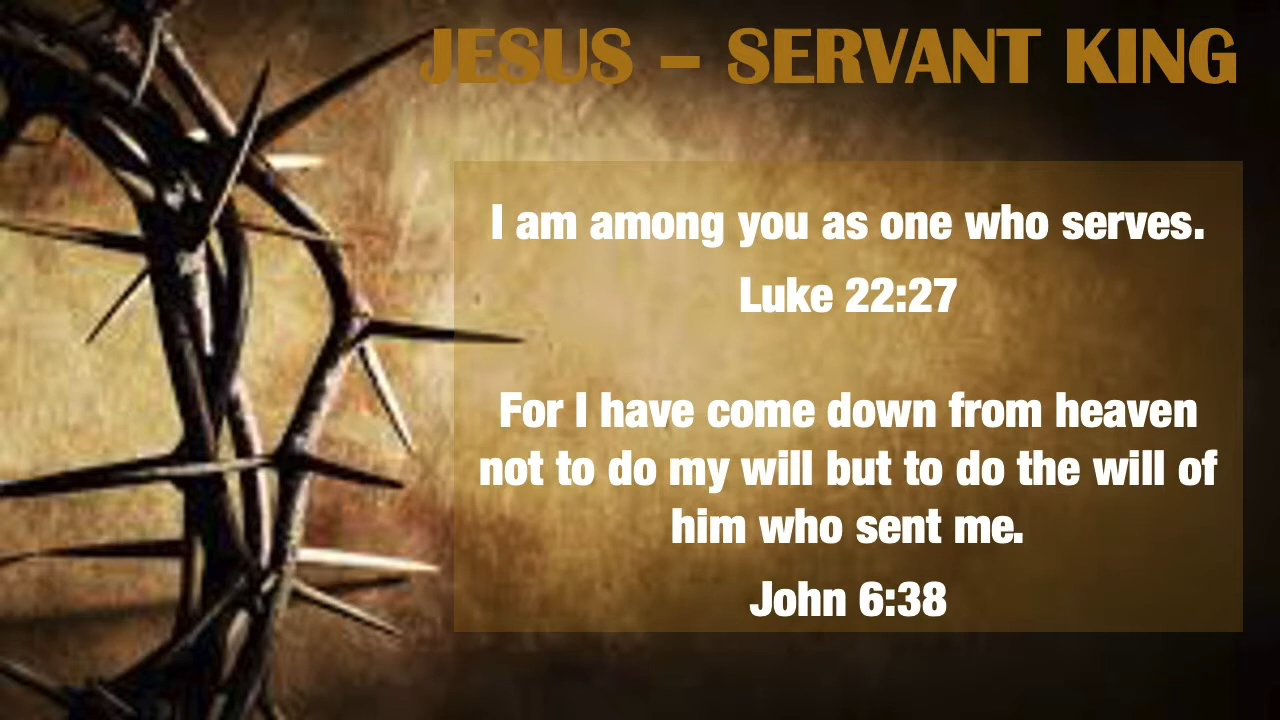 JESUS – SERVANT KING
I am among you as one who serves.
Luke 22:27
For I have come down from heaven
not to do my will but to do the will of
him who sent me.
John 6:38